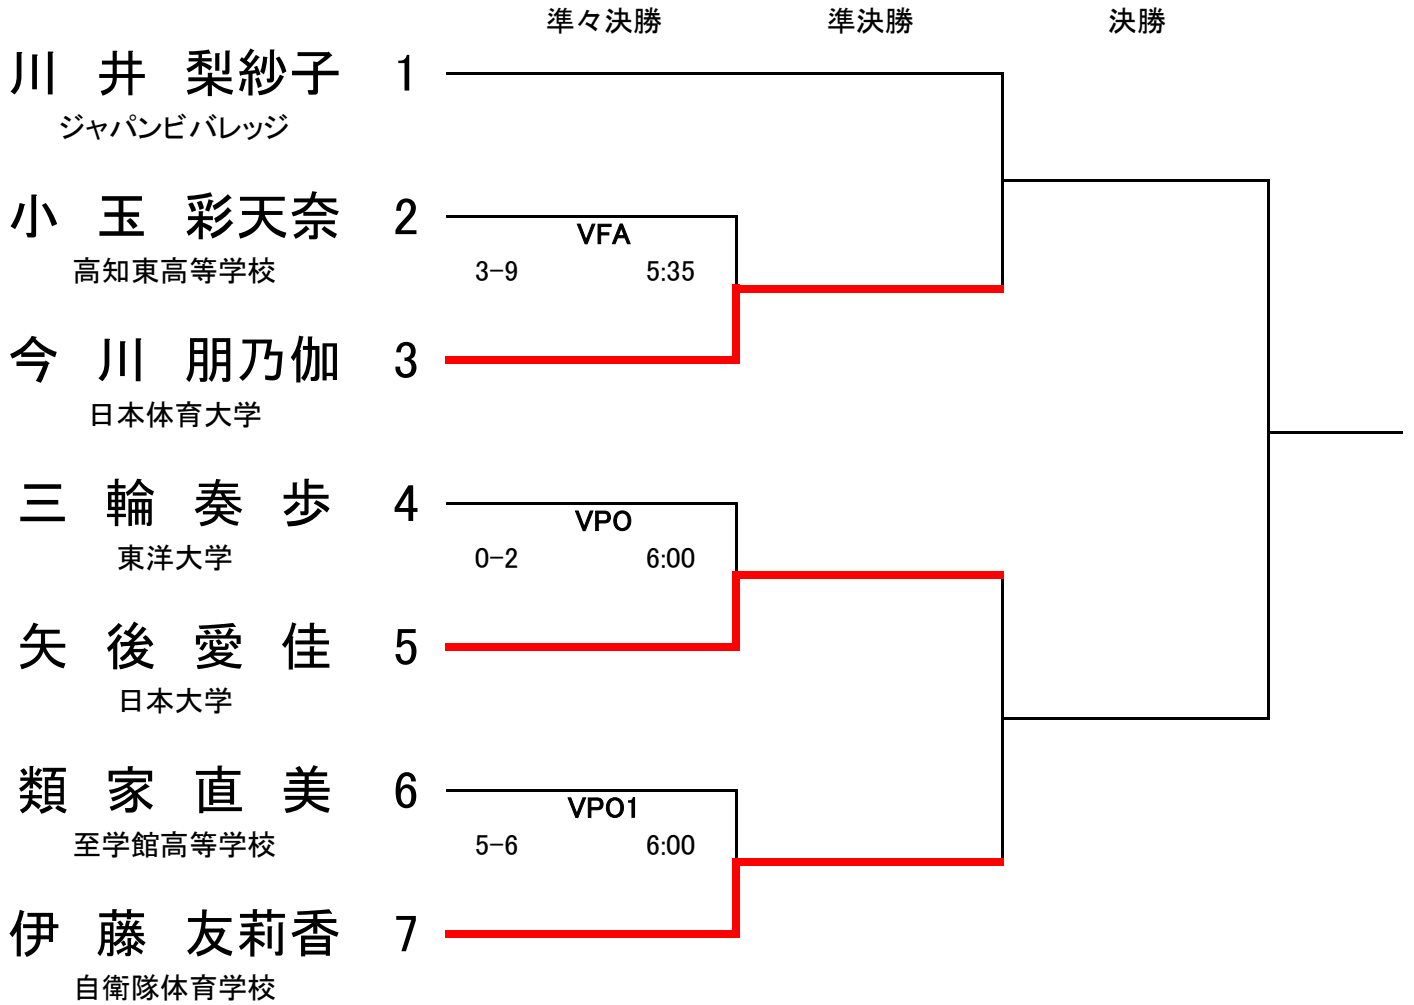 準々決勝 準決勝 決勝
川 井 梨紗子 1
ジャパンビバレッジ
小 玉 彩天奈 2
VFA
高知東高等学校 3-9 5:35
今 川 朋乃伽 3
日本体育大学
三 輪 奏 歩 4
VPO
東洋大学 0-2 6:00
矢 後 愛 佳 5
日本大学
類 家 直 美 6
VPO1
至学館高等学校 5-6 6:00
伊 藤 友莉香 7
自衛隊体育学校